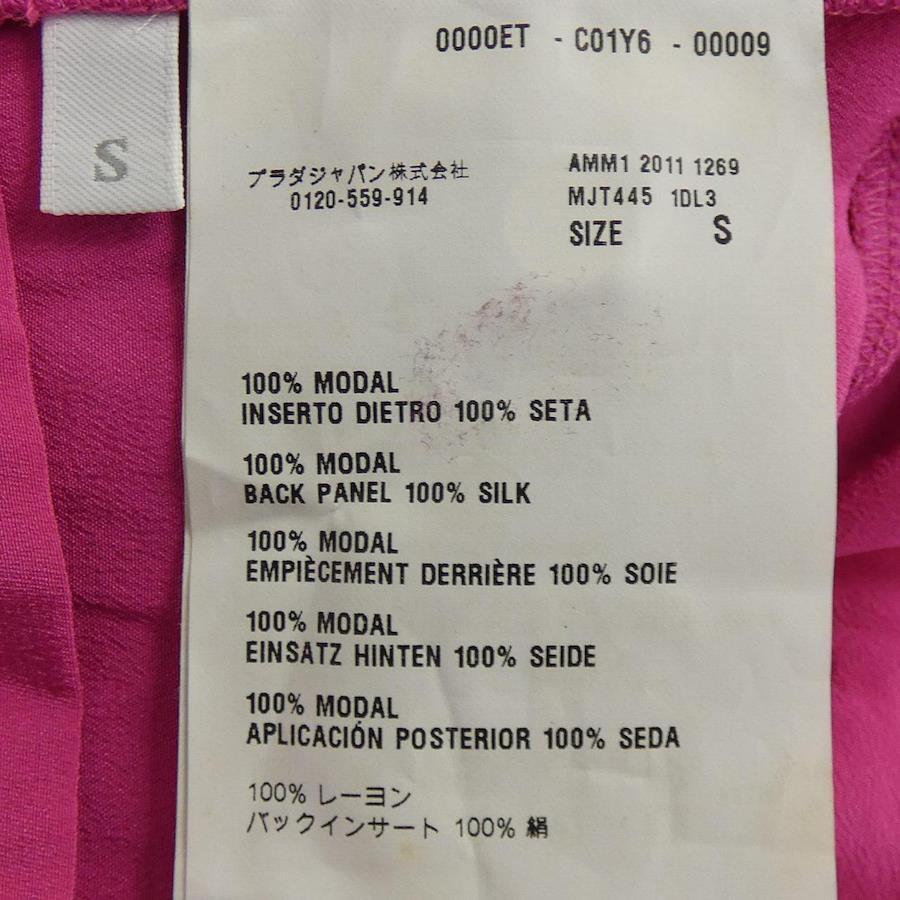 0000ET - C01Y6 - 00009
S
プラダジャパン株式会社
0120-559-914
AMM1 2011 1269
MJT445 1DL3
SIZE S
100% MODAL
INSERTO DIETRO 100% SETA
100% MODAL
BACK PANEL 100% SILK
100% MODAL
EMPIÈCEMENT DERRIÈRE 100% SOIE
100% MODAL
EINSATZ HINTEN 100% SEIDE
100% MODAL
APLICACIÓN POSTERIOR 100% SEDA
100% レーヨン
バックインサート 100% 絹